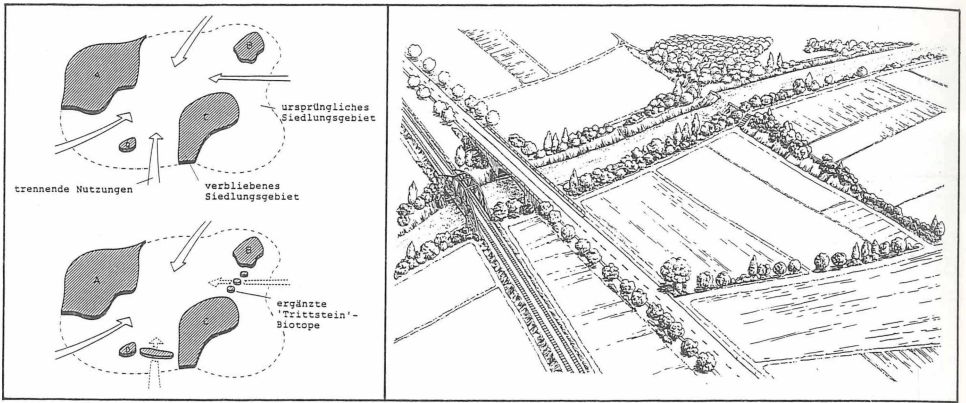 A
B
C
D
ursprüngliches
Siedlungsgebiet
trennende Nutzungen
verbliebenes
Siedlungsgebiet
A
B
C
D
ergänzte
'Trittstein'-
Biotope